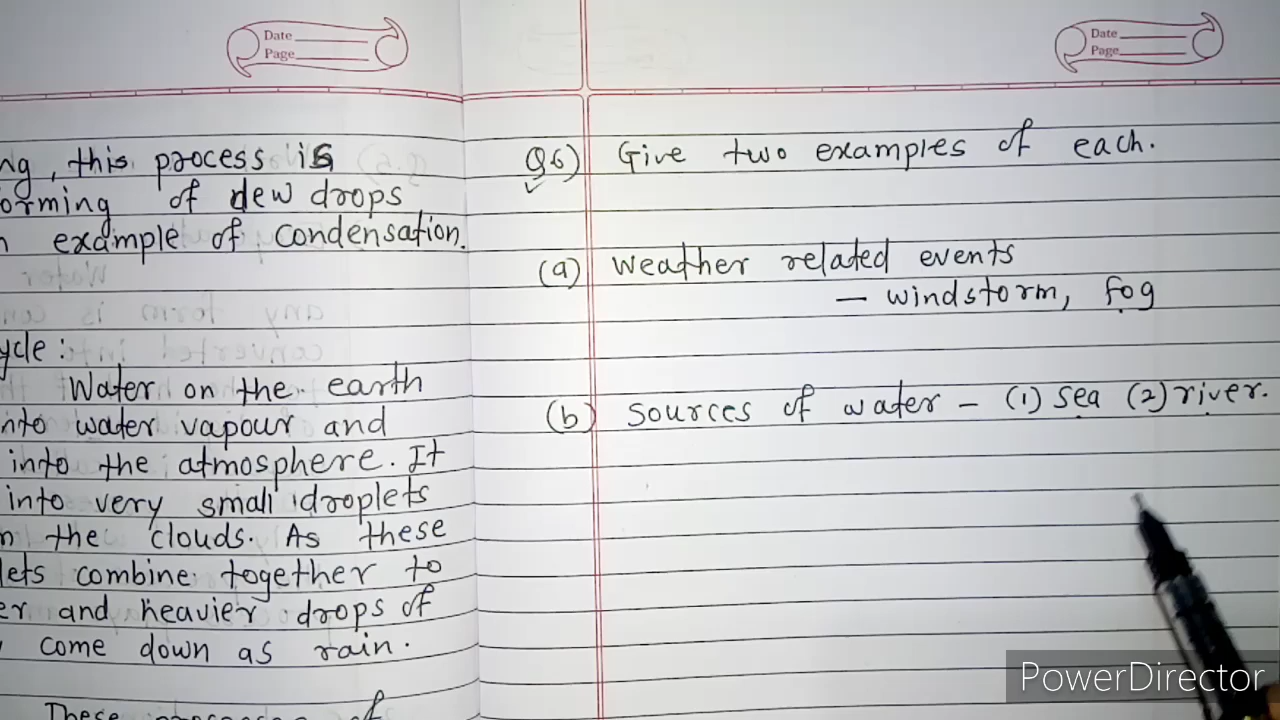 Date
Page
ng, this process is
orming of dew drops
n example of condensation.
ycle:
Water on the earth
nto water vapour and
into the atmosphere. It
into very small droplets
n the clouds. As these
lets combine together to
er and heavier drops of
come down as rain.
These processes of
Date
Page
Q6) Give two examples of each.
(a) Weather related events
— windstorm, fog
(b) Sources of water - (1) sea (2) river.
PowerDirector